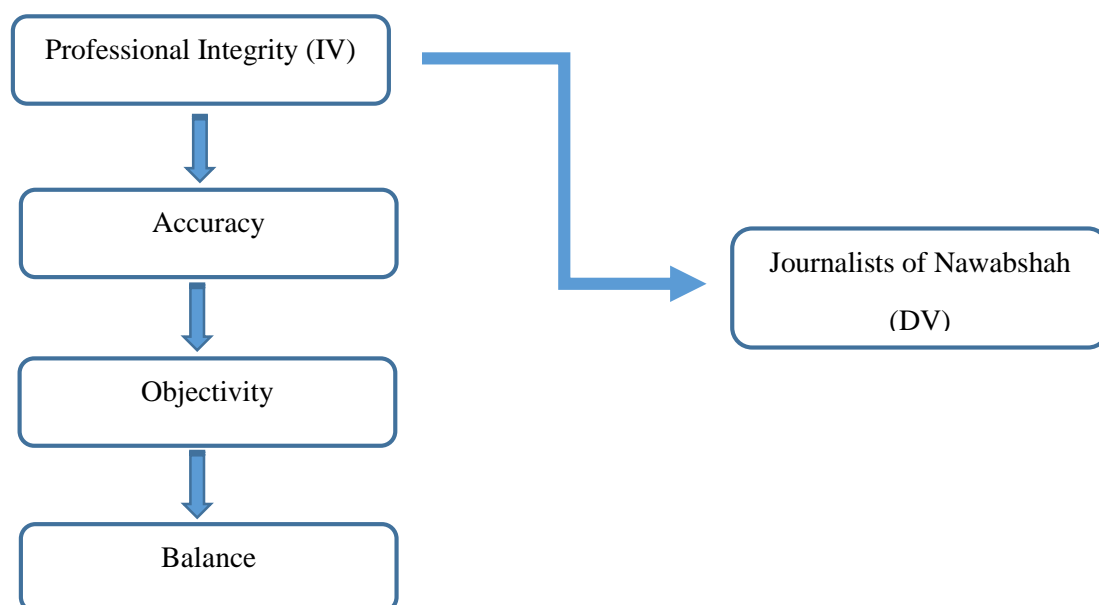 Professional Integrity (IV)
Accuracy
Objectivity
Balance
Journalists of Nawabshah
(DV)